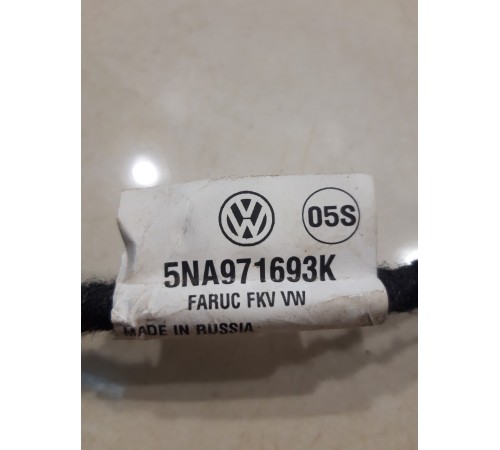 05S
5NA971693K
FARUC FKV VW
MADE IN RUSSIA